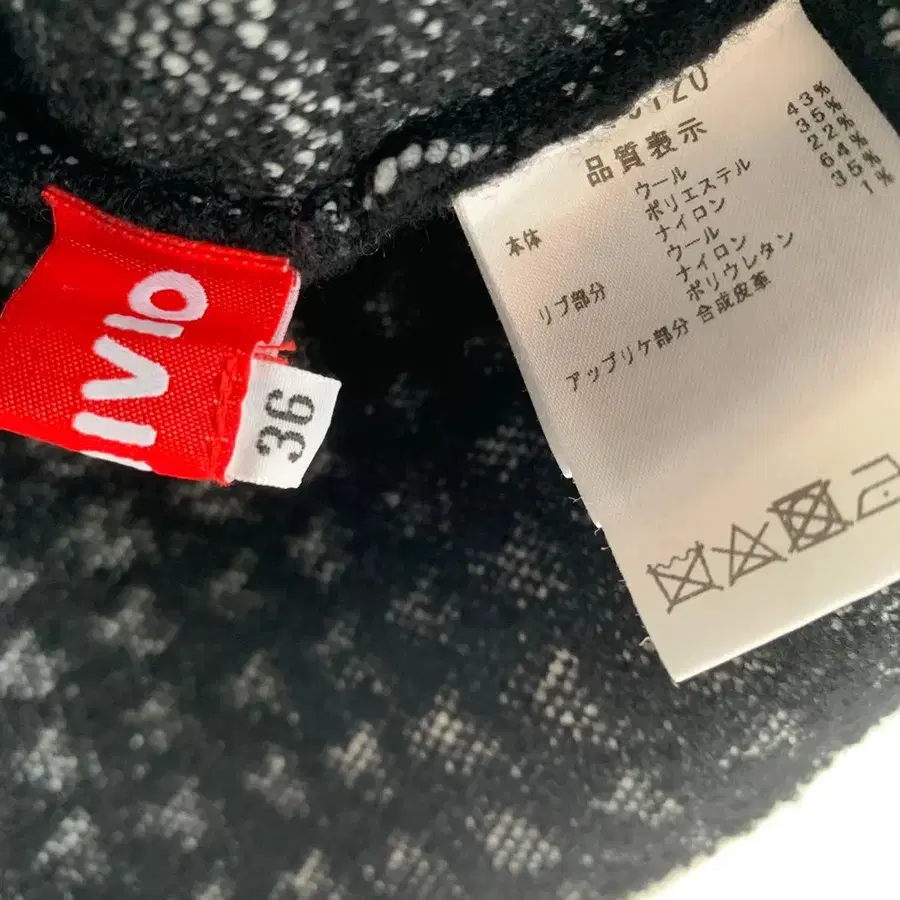 120
品質表示
本体 ウール 43%
ポリエステル 35%
ナイロン 22%
リブ部分 ウール 64%
ナイロン 35%
ポリウレタン 1%
アップリケ部分 合成皮革
36